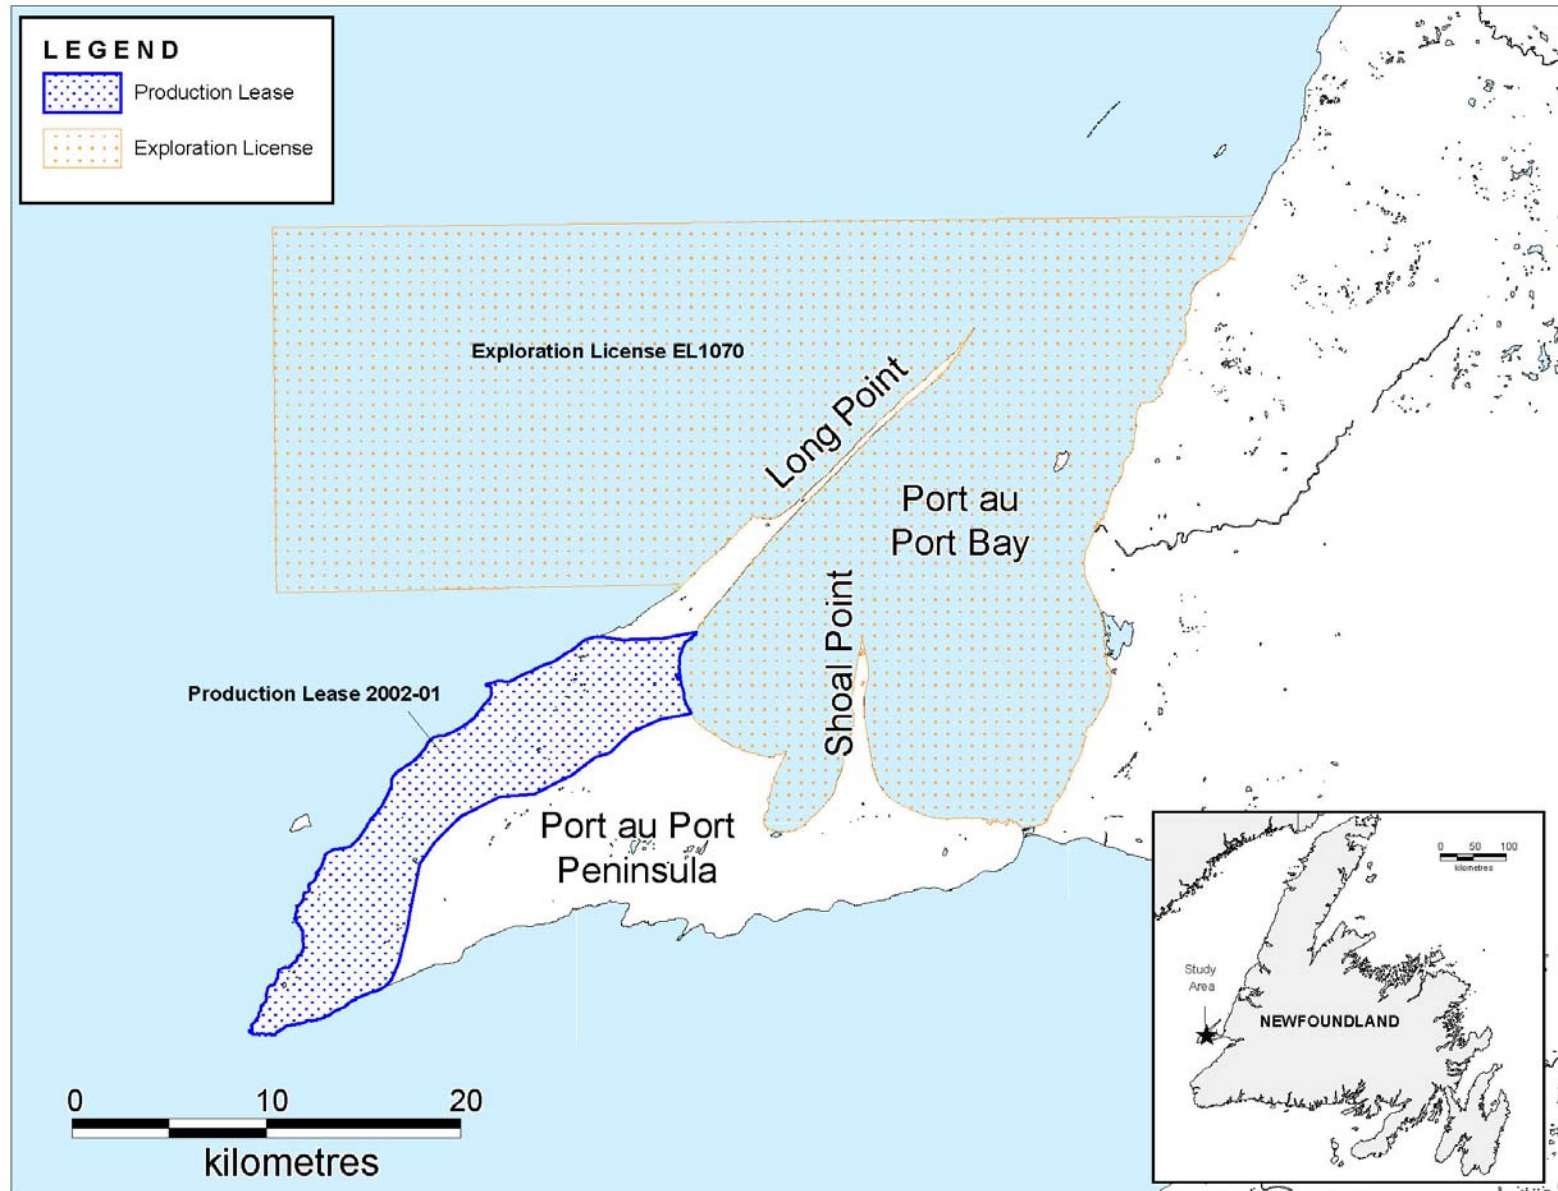 LEGEND
Production Lease
Exploration License
Exploration License EL1070
Long Point
Port au
Port Bay
Shoal Point
Production Lease 2002-01
Port au Port
Peninsula
0 10 20
kilometres
0 50 100
kilometres
Study
Area
NEWFOUNDLAND